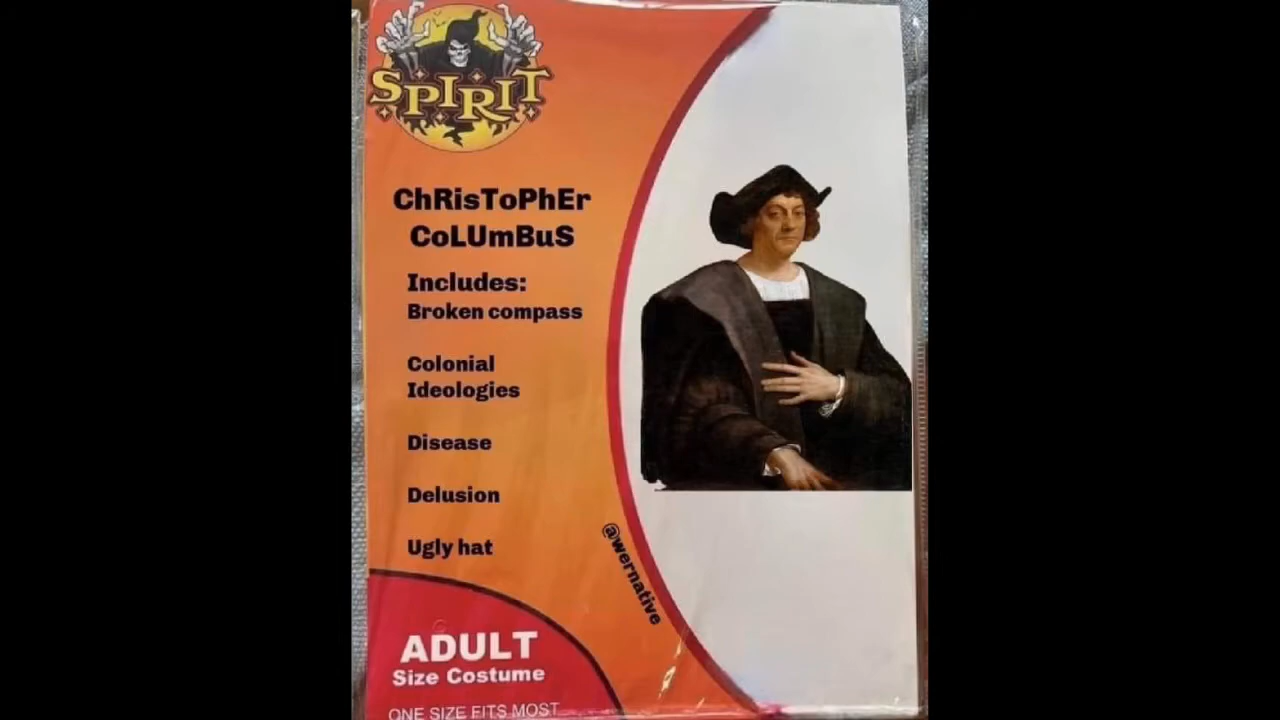 SPIRIT
ChRisToPhEr
CoLUmBuS
Includes:
Broken compass
Colonial
Ideologies
Disease
Delusion
Ugly hat
@wernative
ADULT
Size Costume
ONE SIZE FITS MOST